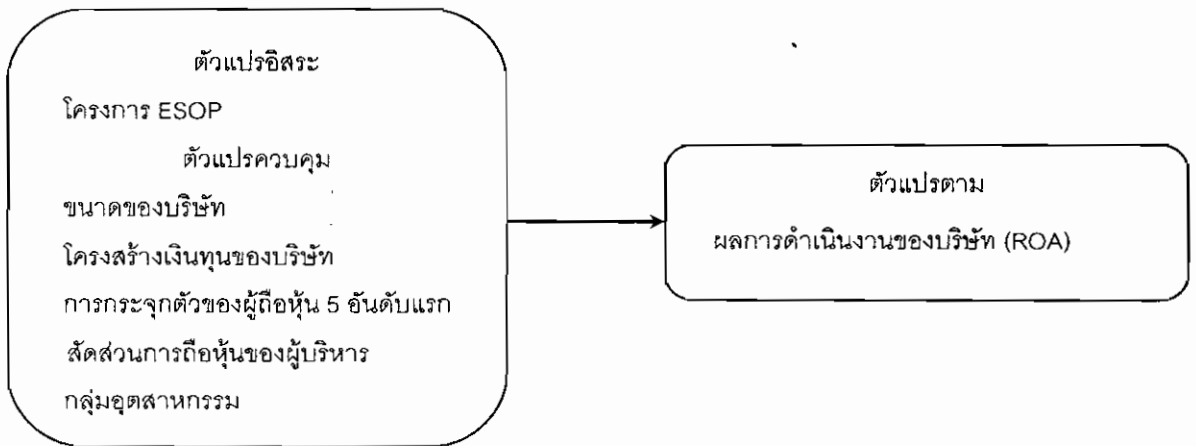 ตัวแปรอิสระ
โครงการ ESOP
ตัวแปรควบคุม
ขนาดของบริษัท
โครงสร้างเงินทุนของบริษัท
การกระจุกตัวของผู้ถือหุ้น 5 อันดับแรก
สัดส่วนการถือหุ้นของผู้บริหาร
กลุ่มอุตสาหกรรม
ตัวแปรตาม
ผลการดำเนินงานของบริษัท (ROA)